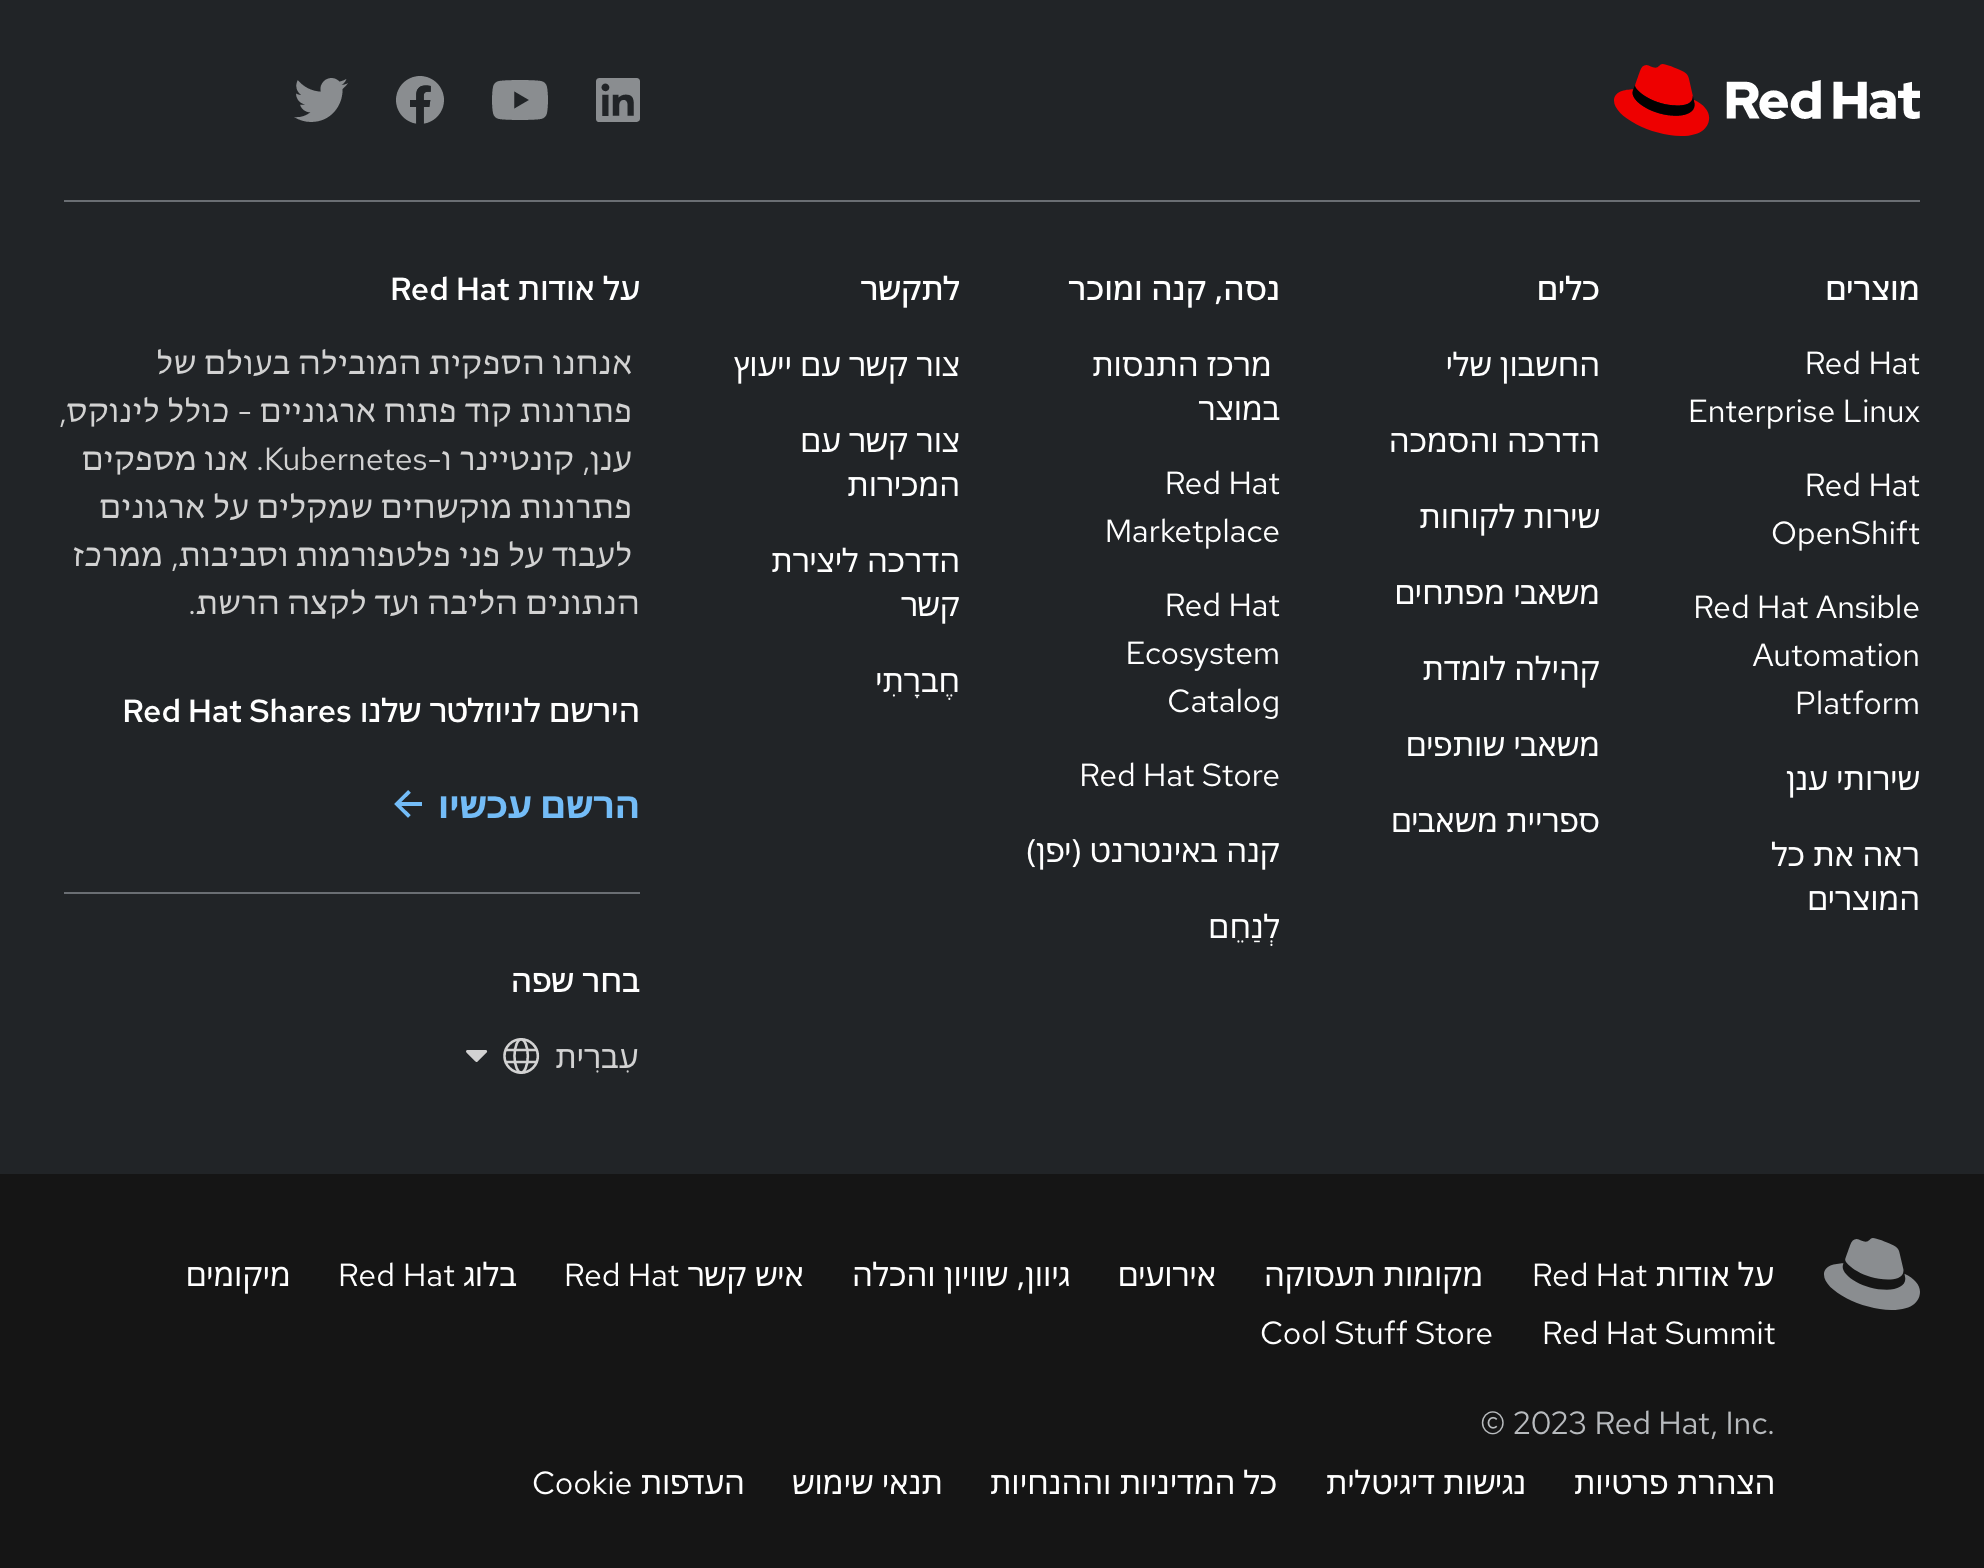 Red Hat
מוצרים
Red Hat
Enterprise Linux
Red Hat
OpenShift
Red Hat Ansible
Automation
Platform
שירותי ענן
ראה את כל
המוצרים
כלים
החשבון שלי
הדרכה והסמכה
שירות לקוחות
משאבי מפתחים
קהילה לומדת
משאבי שותפים
ספריית משאבים
נסה, קנה ומוכר
מרכז התנסות
במוצר
Red Hat
Marketplace
Red Hat
Ecosystem
Catalog
Red Hat Store
קנה באינטרנט (יפן)
לְנַחֵם
לתקשר
צור קשר עם ייעוץ
צור קשר עם
המכירות
הדרכה ליצירת
קשר
חֶברָתִי
על אודות Red Hat
אנחנו הספקית המובילה בעולם של
פתרונות קוד פתוח ארגוניים - כולל לינוקס,
ענן, קונטיינר ו-Kubernetes. אנו מספקים
פתרונות מוקשחים שמקלים על ארגונים
לעבוד על פני פלטפורמות וסביבות, ממרכז
הנתונים הליבה ועד לקצה הרשת.
הירשם לניוזלטר שלנו Red Hat Shares
הרשם עכשיו
בחר שפה
עִברִית
על אודות Red Hat מקומות תעסוקה אירועים גיוון, שוויון והכלה איש קשר Red Hat בלוג Red Hat מיקומים
Red Hat Summit Cool Stuff Store
© 2023 Red Hat, Inc.
הצהרת פרטיות נגישות דיגיטלית כל המדיניות וההנחיות תנאי שימוש העדפות Cookie